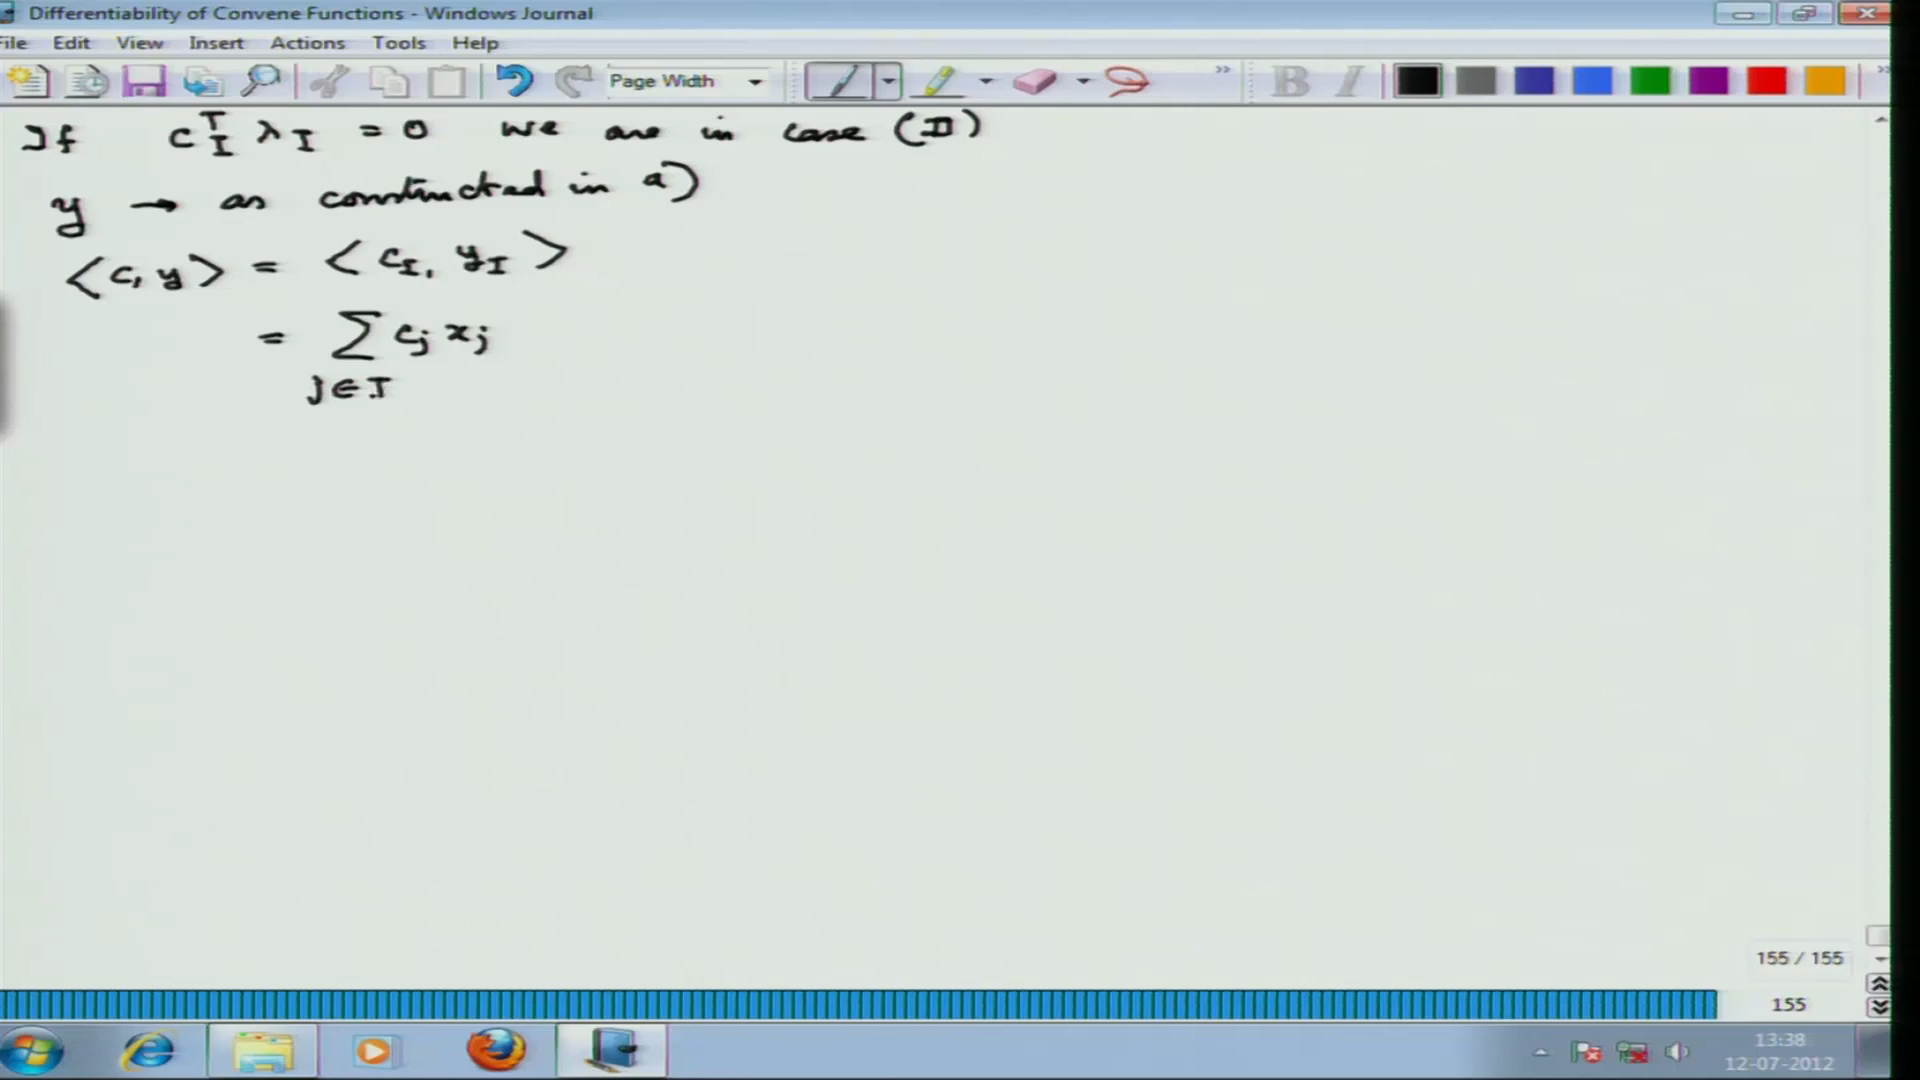 Differentiability of Convene Functions - Windows Journal
File Edit View Insert Actions Tools Help
Page Width
B I
If c_I^T λ_I = 0 we are in case (II)
y → as constructed in a)
<c, y> = <c_I, y_I>
= Σ c_j x_j
j ∈ I
155 / 155
155
13:38
12-07-2012